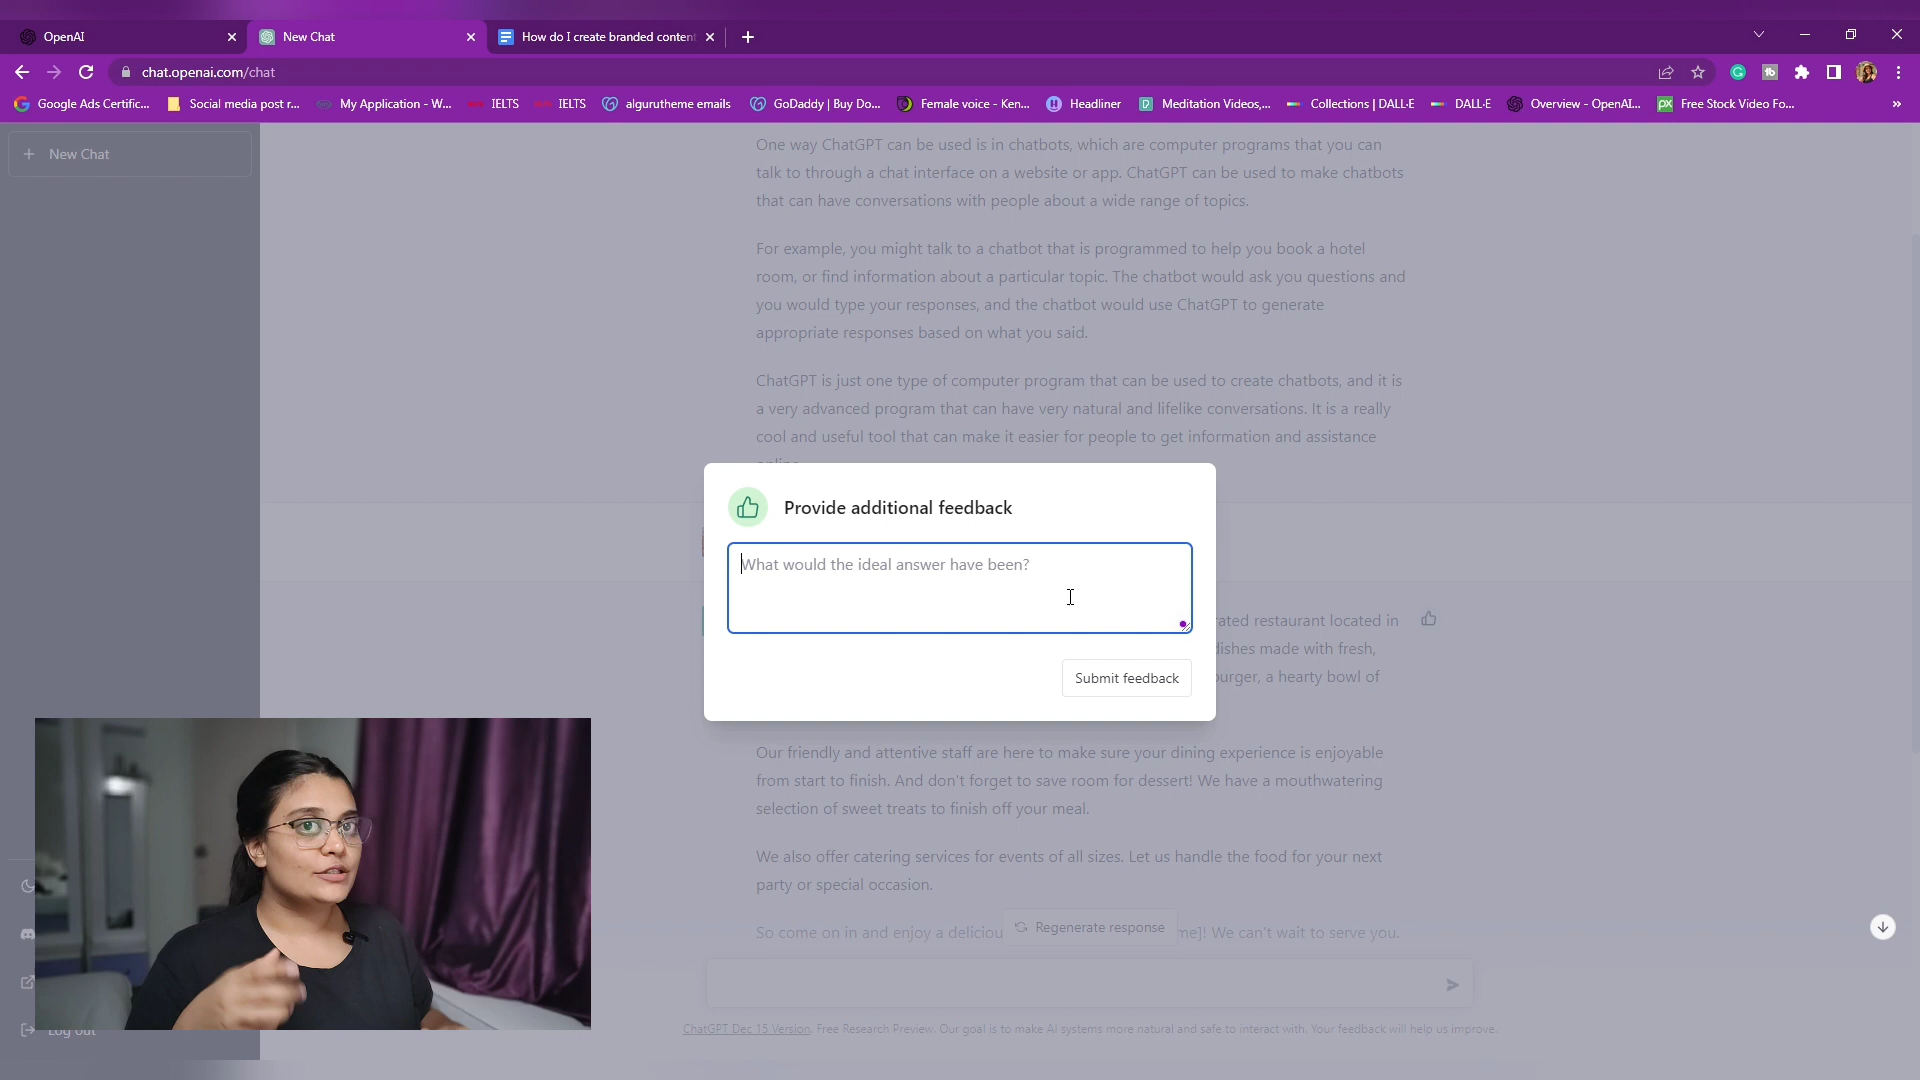 OpenAI
New Chat
How do I create branded conten
chat.openai.com/chat
Google Ads Certific...
Social media post r...
My Application - W...
IELTS
IELTS
algurutheme emails
GoDaddy | Buy Do...
Female voice - Ken...
Headliner
Meditation Videos,...
Collections | DALL·E
DALL·E
Overview - OpenAI...
Free Stock Video Fo...
»
+ New Chat
One way ChatGPT can be used is in chatbots, which are computer programs that you can
talk to through a chat interface on a website or app. ChatGPT can be used to make chatbots
that can have conversations with people about a wide range of topics.
For example, you might talk to a chatbot that is programmed to help you book a hotel
room, or find information about a particular topic. The chatbot would ask you questions and
you would type your responses, and the chatbot would use ChatGPT to generate
appropriate responses based on what you said.
ChatGPT is just one type of computer program that can be used to create chatbots, and it is
a very advanced program that can have very natural and lifelike conversations. It is a really
cool and useful tool that can make it easier for people to get information and assistance
Provide additional feedback
What would the ideal answer have been?
Submit feedback
rated restaurant located in
dishes made with fresh,
burger, a hearty bowl of
Our friendly and attentive staff are here to make sure your dining experience is enjoyable
from start to finish. And don't forget to save room for dessert! We have a mouthwatering
selection of sweet treats to finish off your meal.
We also offer catering services for events of all sizes. Let us handle the food for your next
party or special occasion.
So come on in and enjoy a deliciou
Regenerate response
me]! We can't wait to serve you.
Log out
ChatGPT Dec 15 Version. Free Research Preview. Our goal is to make AI systems more natural and safe to interact with. Your feedback will help us improve.